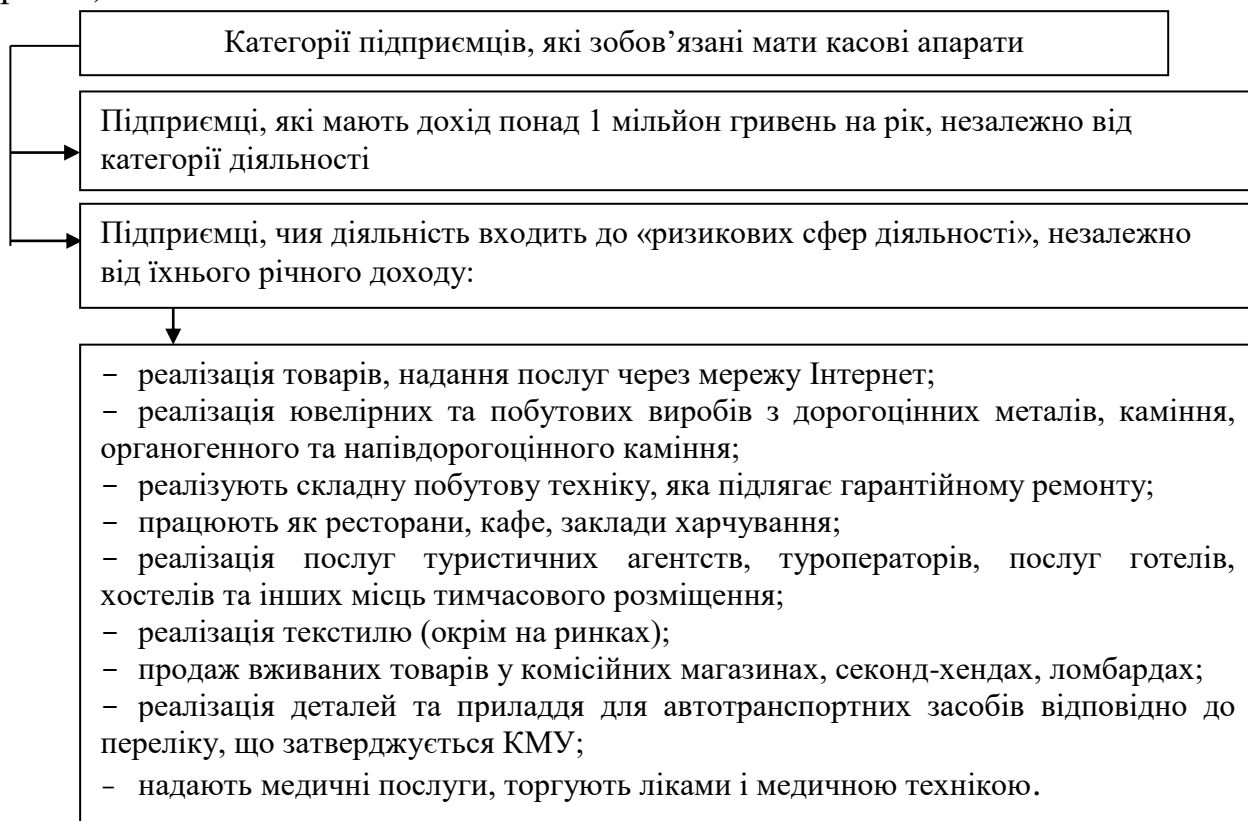 Категорії підприємців, які зобов’язані мати касові апарати
Підприємці, які мають дохід понад 1 мільйон гривень на рік, незалежно від
категорії діяльності
Підприємці, чия діяльність входить до «ризикових сфер діяльності», незалежно
від їхнього річного доходу:
− реалізація товарів, надання послуг через мережу Інтернет;
− реалізація ювелірних та побутових виробів з дорогоцінних металів, каміння,
органогенного та напівдорогоцінного каміння;
− реалізують складну побутову техніку, яка підлягає гарантійному ремонту;
− працюють як ресторани, кафе, заклади харчування;
− реалізація послуг туристичних агентств, туроператорів, послуг готелів,
хостелів та інших місць тимчасового розміщення;
− реалізація текстилю (окрім на ринках);
− продаж вживаних товарів у комісійних магазинах, секонд-хендах, ломбардах;
− реалізація деталей та приладдя для автотранспортних засобів відповідно до
переліку, що затверджується КМУ;
− надають медичні послуги, торгують ліками і медичною технікою.